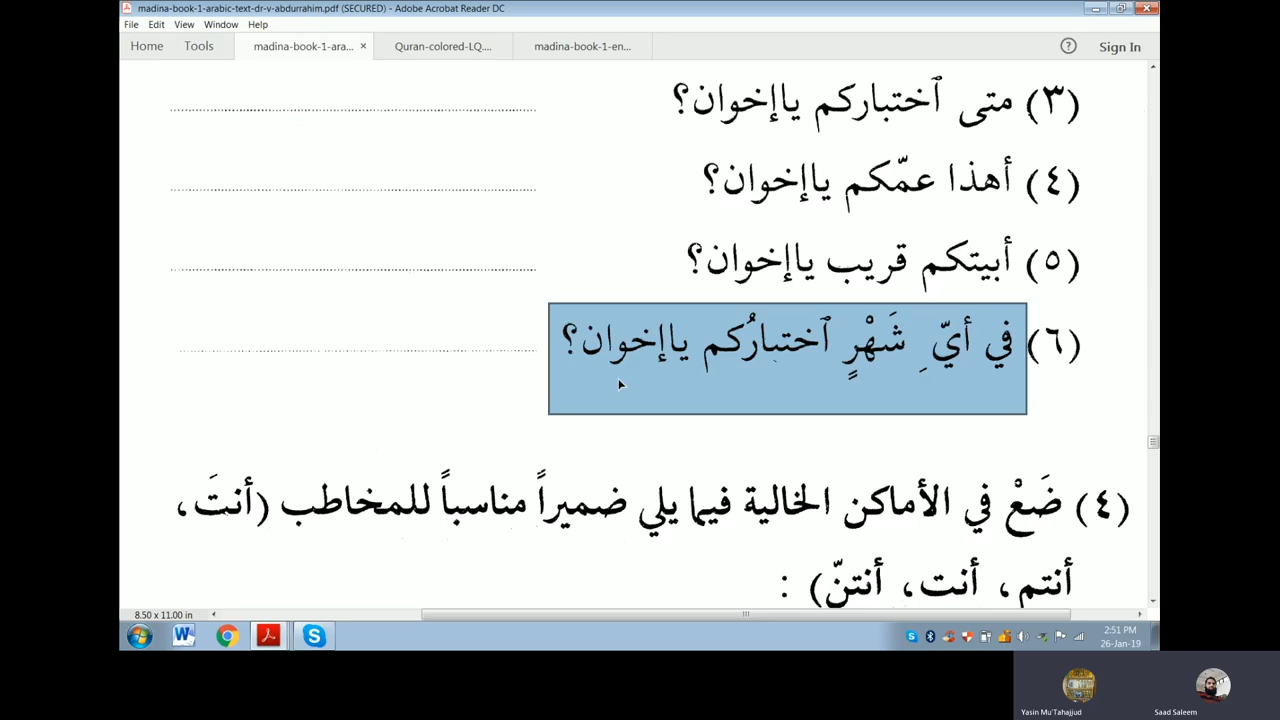 madina-book-1-arabic-text-dr-v-abdurrahim.pdf (SECURED) - Adobe Acrobat Reader DC
File Edit View Window Help
Home Tools madina-book-1-ara... × Quran-colored-LQ.... madina-book-1-en... ? Sign In
(٣) متى ٱختباركم ياإخوان؟
(٤) أهذا عمّكم ياإخوان؟
(٥) أبيتكم قريب ياإخوان؟
(٦) في أيِّ شَهْرٍ ٱختبارُكم ياإخوان؟
(٤) ضَعْ في الأماكن الخالية فيما يلي ضميراً مناسباً للمخاطب (أنتَ،
أنتم، أنت، أنتنّ) :
8.50 x 11.00 in
2:51 PM
26-Jan-19
Yasin Mu'Tahajjud Saad Saleem